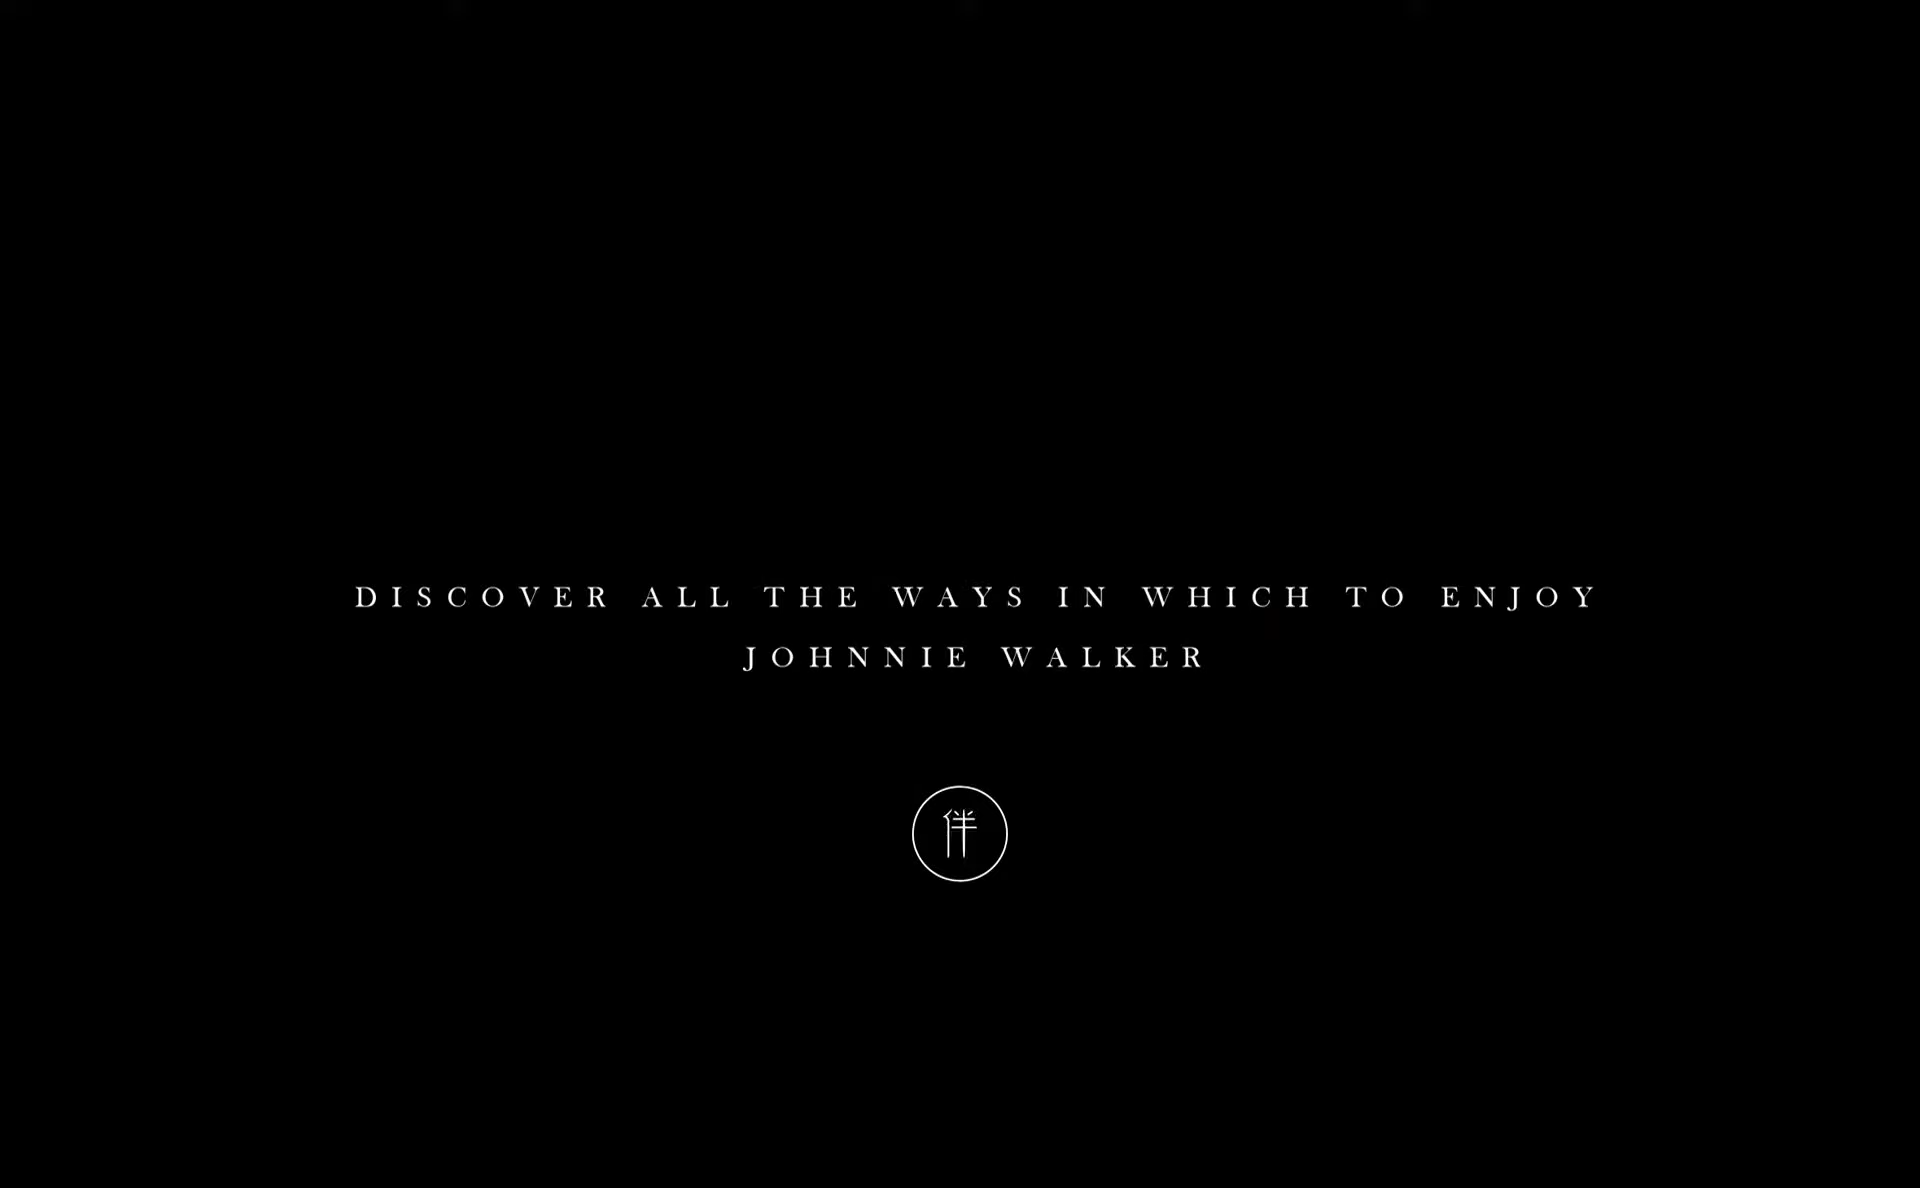 DISCOVER ALL THE WAYS IN WHICH TO ENJOY
JOHNNIE WALKER
伴